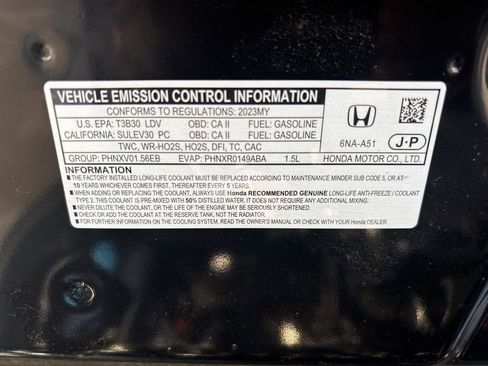 VEHICLE EMISSION CONTROL INFORMATION
CONFORMS TO REGULATIONS: 2023MY
U.S. EPA: T3B30 LDV OBD: CA II FUEL: GASOLINE
CALIFORNIA: SULEV30 PC OBD: CA II FUEL: GASOLINE
TWC, WR-HO2S, HO2S, DFI, TC, CAC
6NA-A51 J·P
GROUP: PHNXV01.56EB EVAP: PHNXR0149ABA 1.5L HONDA MOTOR CO., LTD.
INFORMATION
THE FACTORY INSTALLED LONG-LIFE COOLANT MUST BE REPLACED ACCORDING TO MAINTENANCE MINDER SUB CODE 5, OR AT
10 YEARS WHICHEVER COMES FIRST, THEREAFTER EVERY 5 YEARS.
WHEN ADDING OR REPLACING THE COOLANT, ALWAYS USE Honda RECOMMENDED GENUINE LONG-LIFE ANTI-FREEZE / COOLANT
TYPE 2. THIS COOLANT IS PRE-MIXED WITH 50% DISTILLED WATER. IT DOES NOT REQUIRE ANY ADDITIONAL MIXING.
NEVER DILUTE THE COOLANT, OR THE LIFE OF THE ENGINE MAY BE SERIOUSLY SHORTENED.
CAP THE COOLANT RESERVE TANK AND RADIATOR SECURELY.
FOR FURTHER INFORMATION ON THE COOLING SYSTEM, READ THE OWNER'S MANUAL OR CHECK WITH YOUR Honda DEALER.